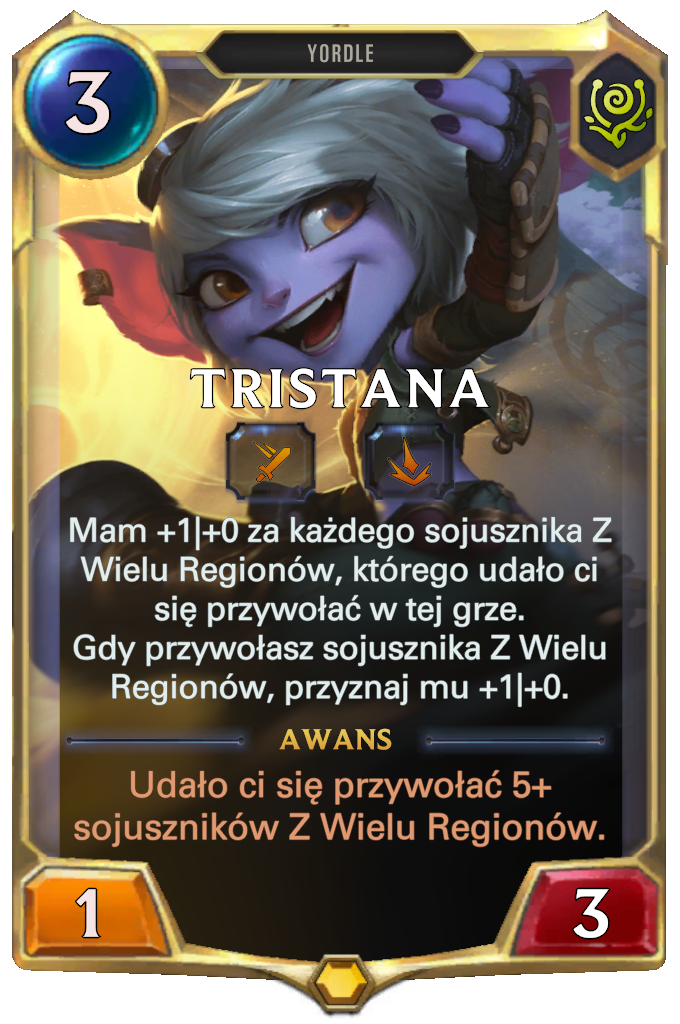 YORDLE
3
TRISTANA
Mam +1|+0 za każdego sojusznika Z
Wielu Regionów, którego udało ci
się przywołać w tej grze.
Gdy przywołasz sojusznika Z Wielu
Regionów, przyznaj mu +1|+0.
AWANS
Udało ci się przywołać 5+
sojuszników Z Wielu Regionów.
1
3